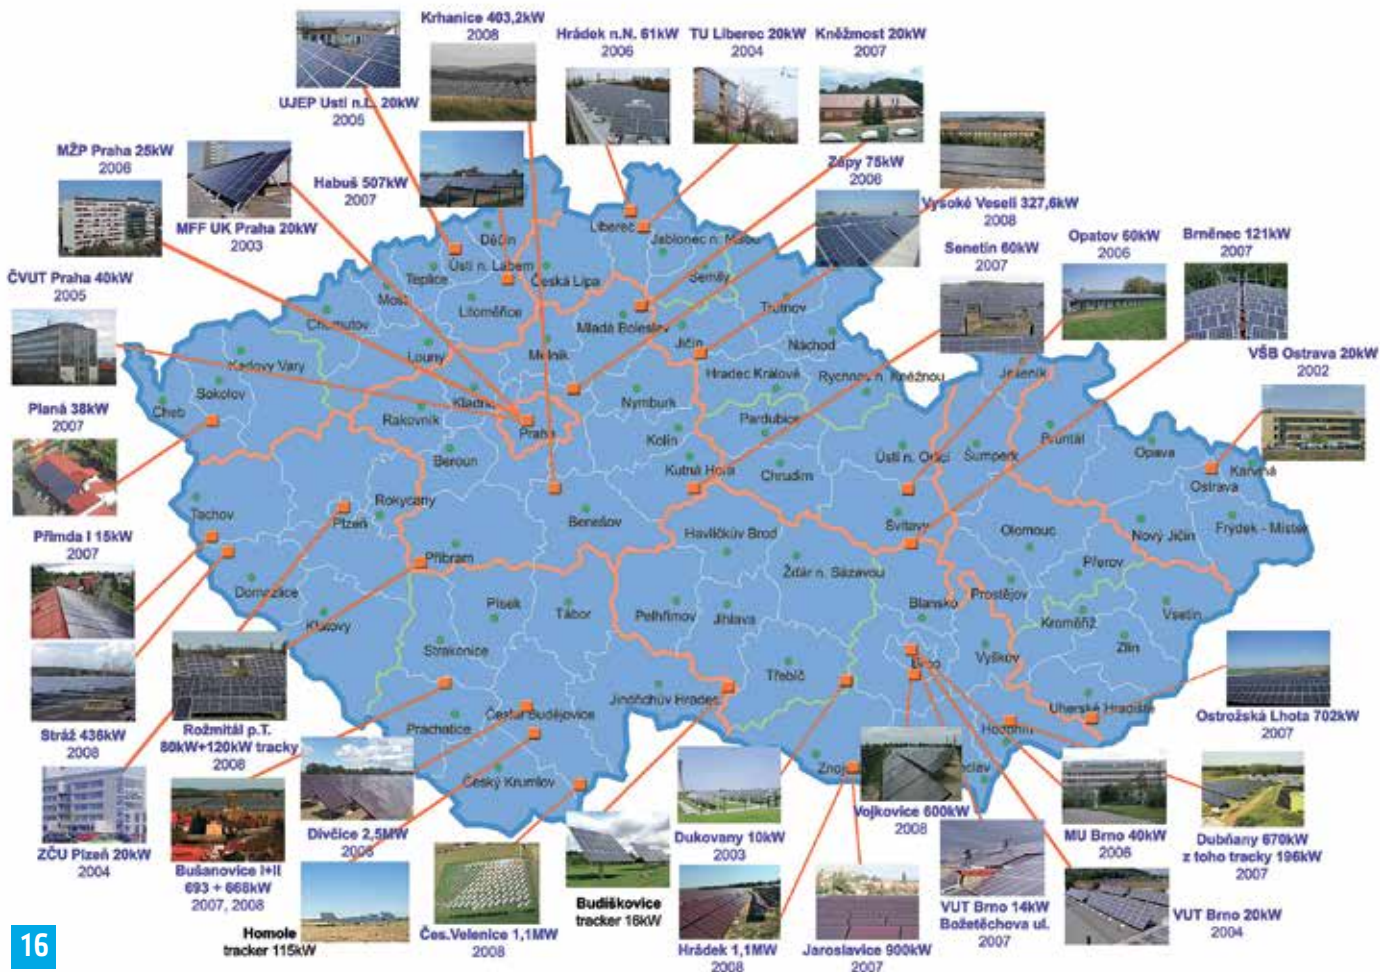 Krhanice 403,2kW
2008
Hrádek n.N. 61kW
2006
TU Liberec 20kW
2004
Kněžmost 20kW
2007
UJEP Usti n.L. 20kW
2005
MŽP Praha 25kW
2006
MFF UK Praha 20kW
2003
Habuš 507kW
2007
Zápy 75kW
2006
Vysoké Veselí 327,6kW
2008
Senetín 60kW
2007
Opatov 60kW
2006
Brněnec 121kW
2007
ČVUT Praha 40kW
2005
VŠB Ostrava 20kW
2002
Planá 38kW
2007
Přimda I 15kW
2007
Stráž 436kW
2008
ZČU Plzeň 20kW
2004
Rožmitál p.T.
80kW+120kW tracky
2008
Bušanovice I+II
693 + 668kW
2007, 2008
Divčice 2,5MW
2008
Homole
tracker 115kW
Čes.Velenice 1,1MW
2008
Budiškovice
tracker 16kW
Dukovany 10kW
2003
Hrádek 1,1MW
2008
Jaroslavice 900kW
2007
Vojkovice 600kW
2008
VUT Brno 14kW
Božetěchova ul.
2007
MU Brno 40kW
2006
VUT Brno 20kW
2004
Dubňany 670kW
z toho tracky 196kW
2007
Ostrožská Lhota 702kW
2007
Děčín
Ústí n. Labem
Teplice
Most
Chomutov
Litoměřice
Česká Lípa
Liberec
Jablonec n. Nisou
Semily
Trutnov
Mladá Boleslav
Jičín
Náchod
Karlovy Vary
Sokolov
Cheb
Louny
Mělník
Hradec Králové
Rychnov n. Kněžnou
Jeseník
Rakovník
Kladno
Praha
Nymburk
Pardubice
Kolín
Beroun
Kutná Hora
Chrudim
Ústí n. Orlicí
Šumperk
Bruntál
Opava
Karviná
Ostrava
Frýdek - Místek
Tachov
Plzeň
Rokycany
Benešov
Havlíčkův Brod
Svitavy
Olomouc
Nový Jičín
Příbram
Přerov
Žďár n. Sázavou
Domažlice
Klatovy
Písek
Tábor
Pelhřimov
Jihlava
Blansko
Prostějov
Kroměříž
Vsetín
Zlín
Strakonice
Třebíč
Brno
Vyškov
Jindřichův Hradec
Prachatice
České Budějovice
Uherské Hradiště
Hodonín
Český Krumlov
Znoj
clav
16